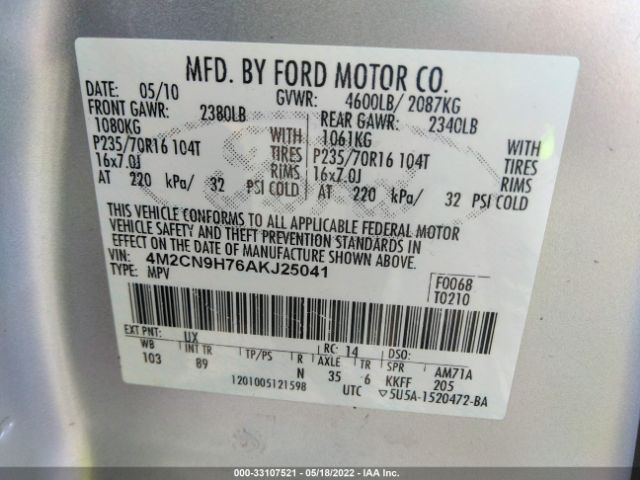 MFD. BY FORD MOTOR CO.
DATE: 05/10 GVWR: 4600LB/ 2087KG
FRONT GAWR: 2380LB REAR GAWR: 2340LB
1080KG WITH 1061KG WITH
P235/70R16 104T TIRES P235/70R16 104T TIRES
16x7.0J RIMS 16x7.0J RIMS
AT 220 kPa/ 32 PSI COLD AT 220 kPa/ 32 PSI COLD
THIS VEHICLE CONFORMS TO ALL APPLICABLE FEDERAL MOTOR
VEHICLE SAFETY AND THEFT PREVENTION STANDARDS IN
EFFECT ON THE DATE OF MANUFACTURE SHOWN ABOVE.
VIN: 4M2CN9H76AKJ25041
TYPE: MPV
F0068
T0210
EXT PNT: UX RC: 14 DSO:
WB INT TR TP/PS R AXLE TR SPR AM71A
103 89 N 35 6 KKFF 205
1201005121598 UTC ▽5U5A-1520472-BA
000-33107521 - 05/18/2022 - IAA Inc.